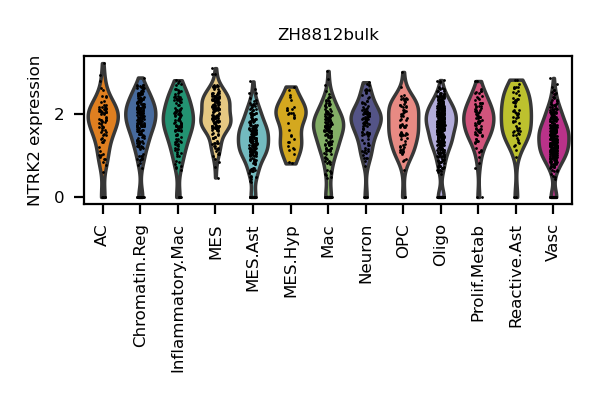 ZH8812bulk
NTRK2 expression
2
0
AC
Chromatin.Reg
Inflammatory.Mac
MES
MES.Ast
MES.Hyp
Mac
Neuron
OPC
Oligo
Prolif.Metab
Reactive.Ast
Vasc